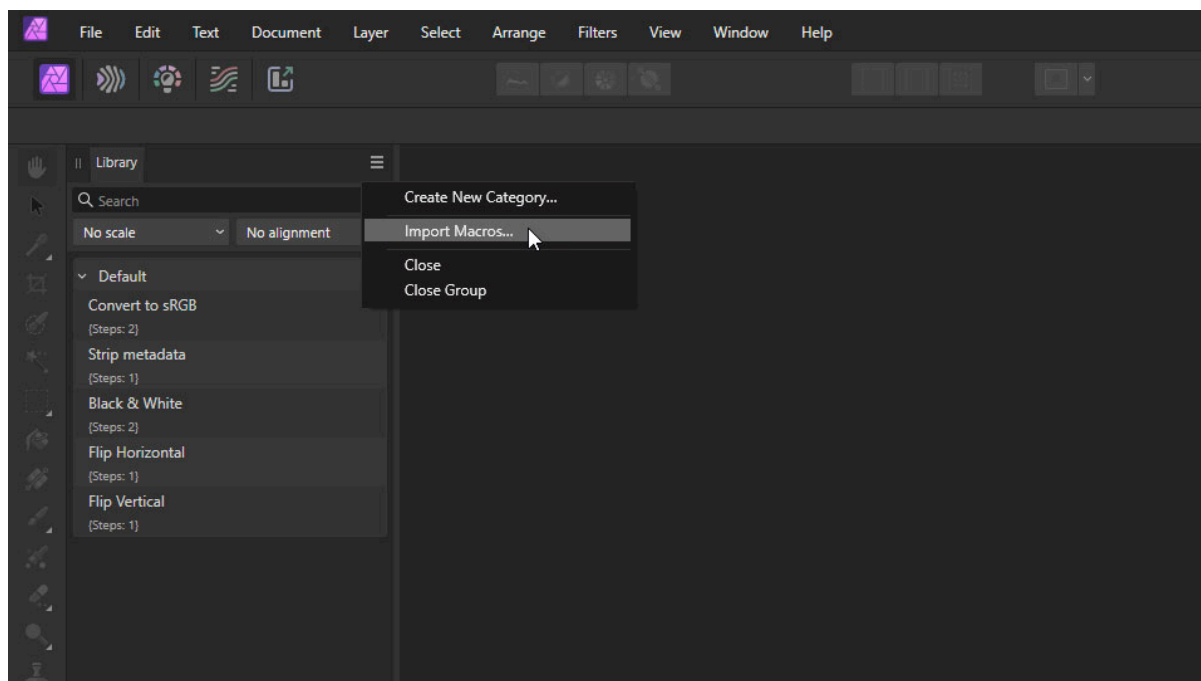 File Edit Text Document Layer Select Arrange Filters View Window Help
Library
Search
No scale No alignment
Default
Convert to sRGB
{Steps: 2}
Strip metadata
{Steps: 1}
Black & White
{Steps: 2}
Flip Horizontal
{Steps: 1}
Flip Vertical
{Steps: 1}
Create New Category...
Import Macros...
Close
Close Group